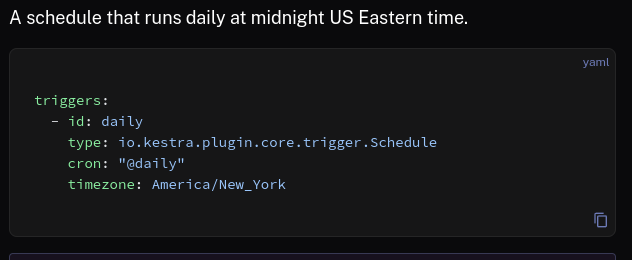 A schedule that runs daily at midnight US Eastern time.
yaml
triggers:
  - id: daily
    type: io.kestra.plugin.core.trigger.Schedule
    cron: "@daily"
    timezone: America/New_York